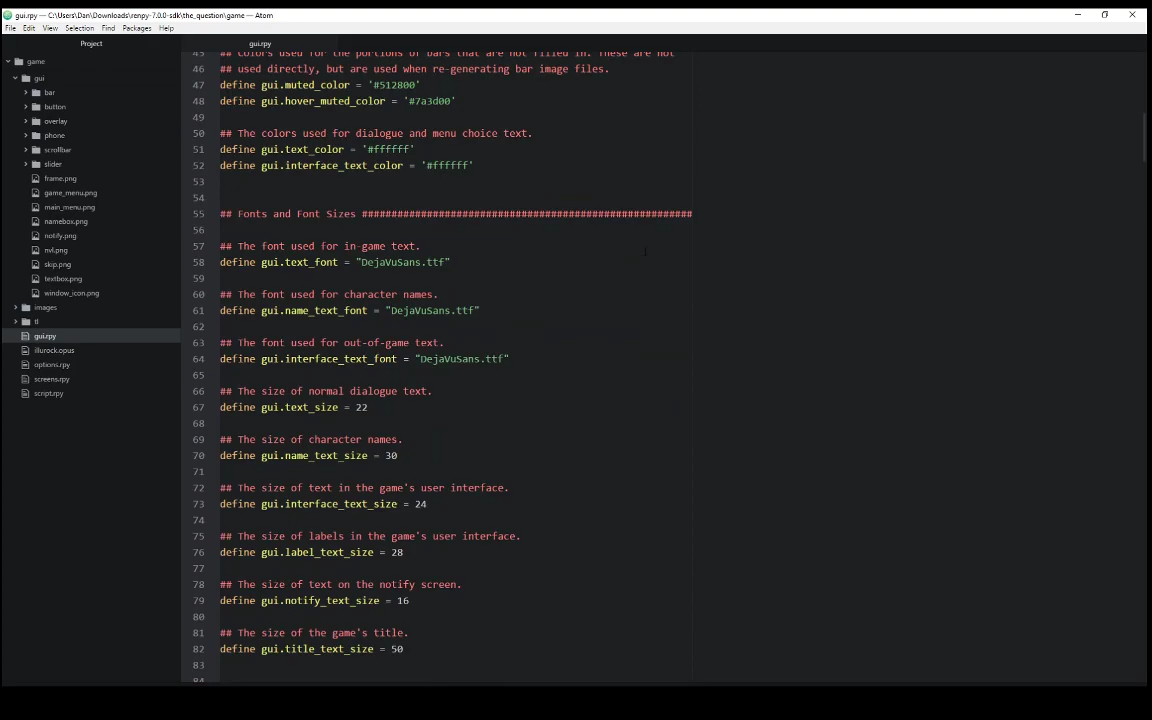 gui.rpy — C:\Users\Dan\Downloads\renpy-7.0.0-sdk\the_question\game — Atom
File Edit View Selection Find Packages Help
Project
gui.rpy
game
gui
bar
button
overlay
phone
scrollbar
slider
frame.png
game_menu.png
main_menu.png
namebox.png
notify.png
nvl.png
skip.png
textbox.png
window_icon.png
images
tl
gui.rpy
illurock.opus
options.rpy
screens.rpy
script.rpy
45 ## Colors used for the portions of bars that are not filled in. These are not
46 ## used directly, but are used when re-generating bar image files.
47 define gui.muted_color = '#512800'
48 define gui.hover_muted_color = '#7a3d00'
49
50 ## The colors used for dialogue and menu choice text.
51 define gui.text_color = '#ffffff'
52 define gui.interface_text_color = '#ffffff'
53
54
55 ## Fonts and Font Sizes ########################################################
56
57 ## The font used for in-game text.
58 define gui.text_font = "DejaVuSans.ttf"
59
60 ## The font used for character names.
61 define gui.name_text_font = "DejaVuSans.ttf"
62
63 ## The font used for out-of-game text.
64 define gui.interface_text_font = "DejaVuSans.ttf"
65
66 ## The size of normal dialogue text.
67 define gui.text_size = 22
68
69 ## The size of character names.
70 define gui.name_text_size = 30
71
72 ## The size of text in the game's user interface.
73 define gui.interface_text_size = 24
74
75 ## The size of labels in the game's user interface.
76 define gui.label_text_size = 28
77
78 ## The size of text on the notify screen.
79 define gui.notify_text_size = 16
80
81 ## The size of the game's title.
82 define gui.title_text_size = 50
83
84